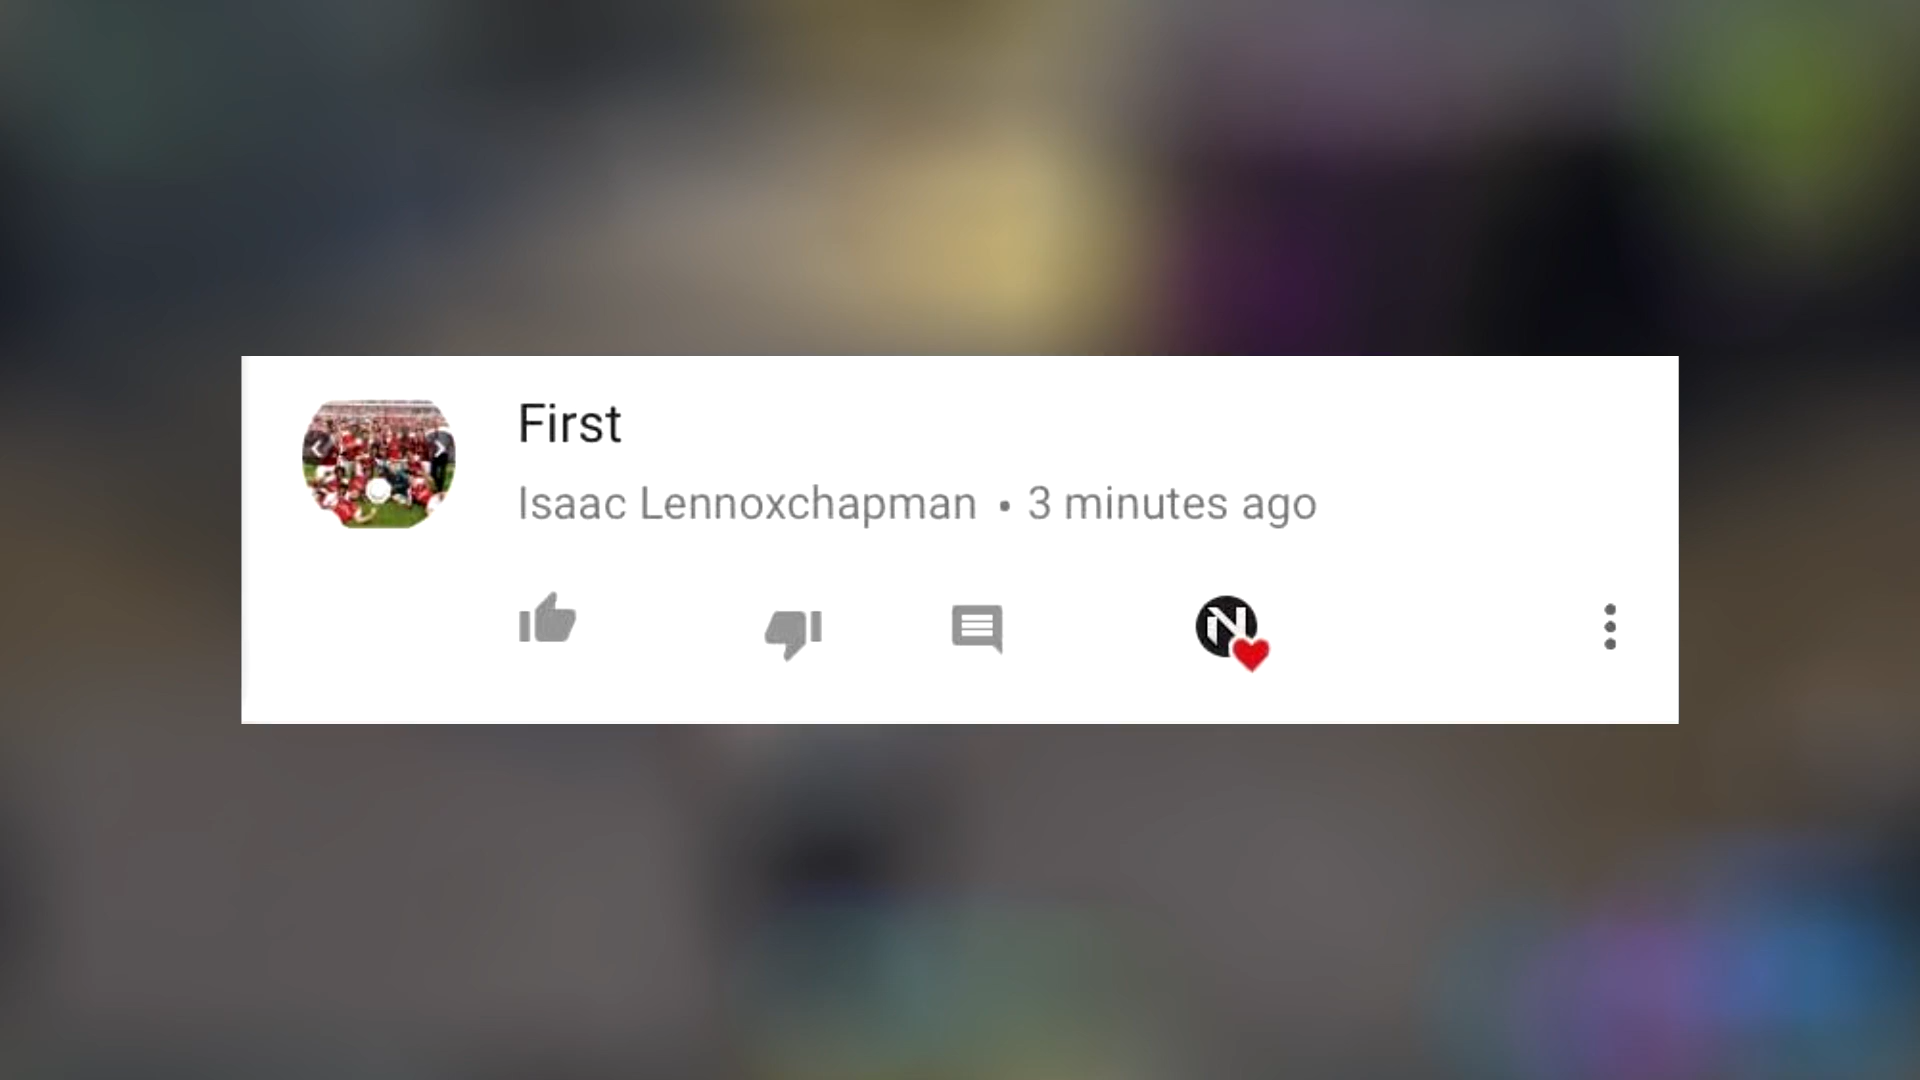 First
Isaac Lennoxchapman • 3 minutes ago
N